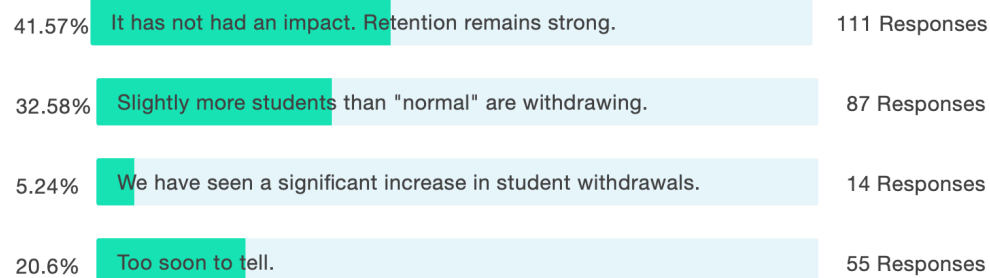 41.57% It has not had an impact. Retention remains strong. 111 Responses
32.58% Slightly more students than "normal" are withdrawing. 87 Responses
5.24% We have seen a significant increase in student withdrawals. 14 Responses
20.6% Too soon to tell. 55 Responses